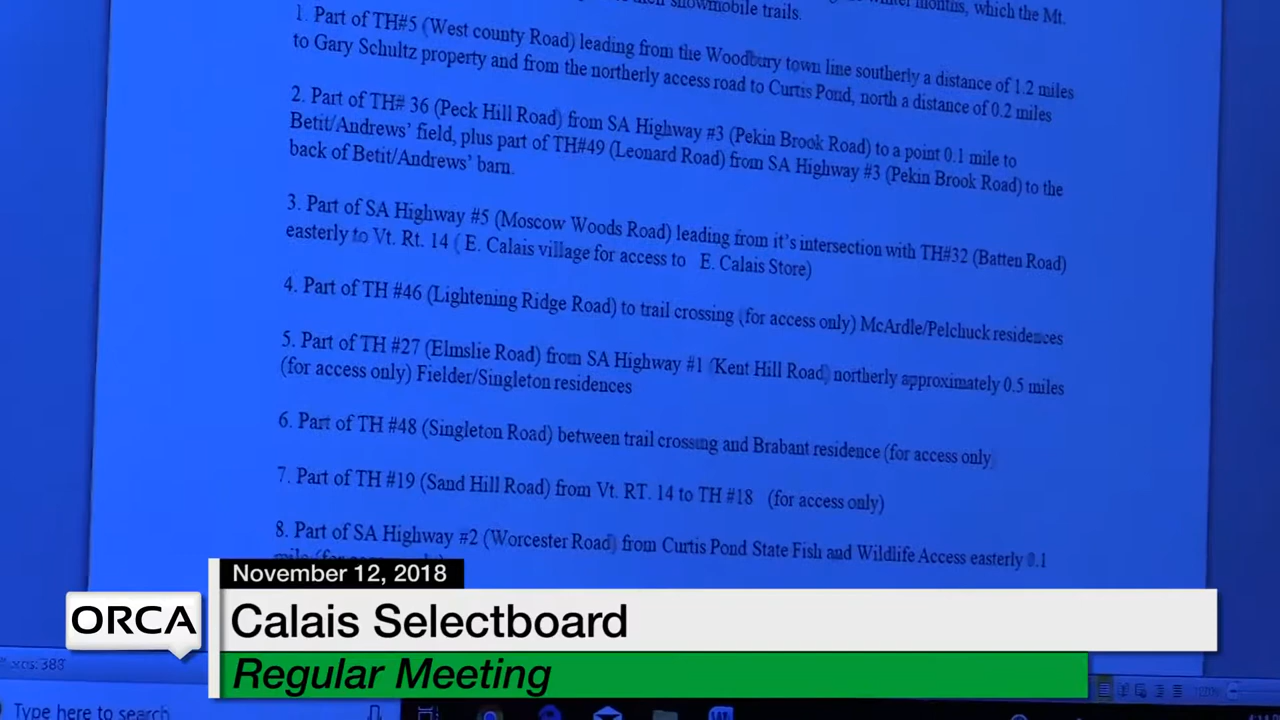 winter months, which the Mt.
snowmobile trails.
1. Part of TH#5 (West county Road) leading from the Woodbury town line southerly a distance of 1.2 miles
to Gary Schultz property and from the northerly access road to Curtis Pond, north a distance of 0.2 miles
2. Part of TH# 36 (Peck Hill Road) from SA Highway #3 (Pekin Brook Road) to a point 0.1 mile to
Betit/Andrews' field, plus part of TH#49 (Leonard Road) from SA Highway #3 (Pekin Brook Road) to the
back of Betit/Andrews' barn.
3. Part of SA Highway #5 (Moscow Woods Road) leading from it's intersection with TH#32 (Batten Road)
easterly to Vt. Rt. 14 ( E. Calais village for access to E. Calais Store)
4. Part of TH #46 (Lightening Ridge Road) to trail crossing (for access only) McArdle/Pelchuck residences
5. Part of TH #27 (Elmslie Road) from SA Highway #1 (Kent Hill Road) northerly approximately 0.5 miles
(for access only) Fielder/Singleton residences
6. Part of TH #48 (Singleton Road) between trail crossing and Brabant residence (for access only
7. Part of TH #19 (Sand Hill Road) from Vt. RT. 14 to TH #18 (for access only)
8. Part of SA Highway #2 (Worcester Road) from Curtis Pond State Fish and Wildlife Access easterly 0.1
November 12, 2018
ORCA
Calais Selectboard
Regular Meeting
388
120%
Type here to search